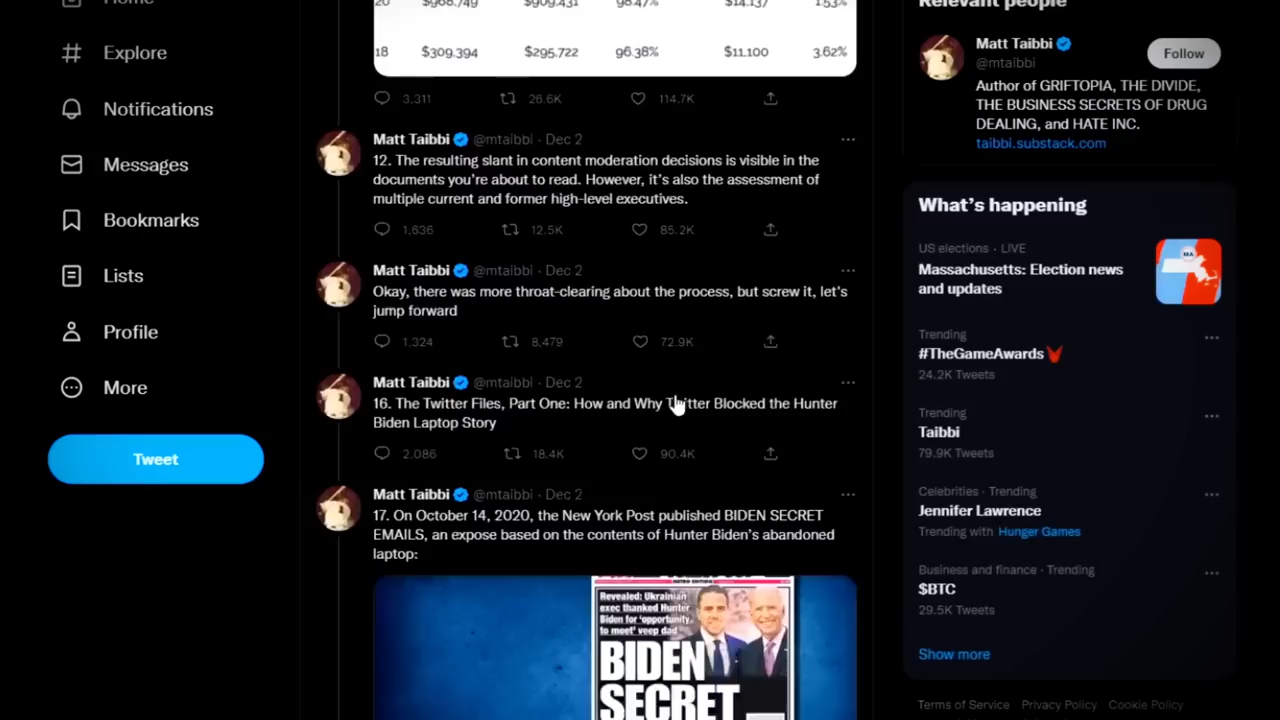 Home
Explore
Notifications
Messages
Bookmarks
Lists
Profile
More
Tweet
20 $968,749 $909,431 98.47% $14,137 1.53%
18 $309,394 $295,722 96.38% $11,100 3.62%
3,311 26.6K 114.7K
Matt Taibbi @mtaibbi · Dec 2
12. The resulting slant in content moderation decisions is visible in the
documents you're about to read. However, it's also the assessment of
multiple current and former high-level executives.
1,636 12.5K 85.2K
Matt Taibbi @mtaibbi · Dec 2
Okay, there was more throat-clearing about the process, but screw it, let's
jump forward
1,324 8,479 72.9K
Matt Taibbi @mtaibbi · Dec 2
16. The Twitter Files, Part One: How and Why Twitter Blocked the Hunter
Biden Laptop Story
2,086 18.4K 90.4K
Matt Taibbi @mtaibbi · Dec 2
17. On October 14, 2020, the New York Post published BIDEN SECRET
EMAILS, an expose based on the contents of Hunter Biden's abandoned
laptop:
Revealed: Ukrainian
exec thanked Hunter
Biden for 'opportunity
to meet' veep dad
BIDEN
SECRET
Relevant people
Matt Taibbi
@mtaibbi
Follow
Author of GRIFTOPIA, THE DIVIDE,
THE BUSINESS SECRETS OF DRUG
DEALING, and HATE INC.
taibbi.substack.com
What's happening
US elections · LIVE
Massachusetts: Election news
and updates
MA
Trending
#TheGameAwards
24.2K Tweets
Trending
Taibbi
79.9K Tweets
Celebrities · Trending
Jennifer Lawrence
Trending with Hunger Games
Business and finance · Trending
$BTC
29.5K Tweets
Show more
Terms of Service Privacy Policy Cookie Policy